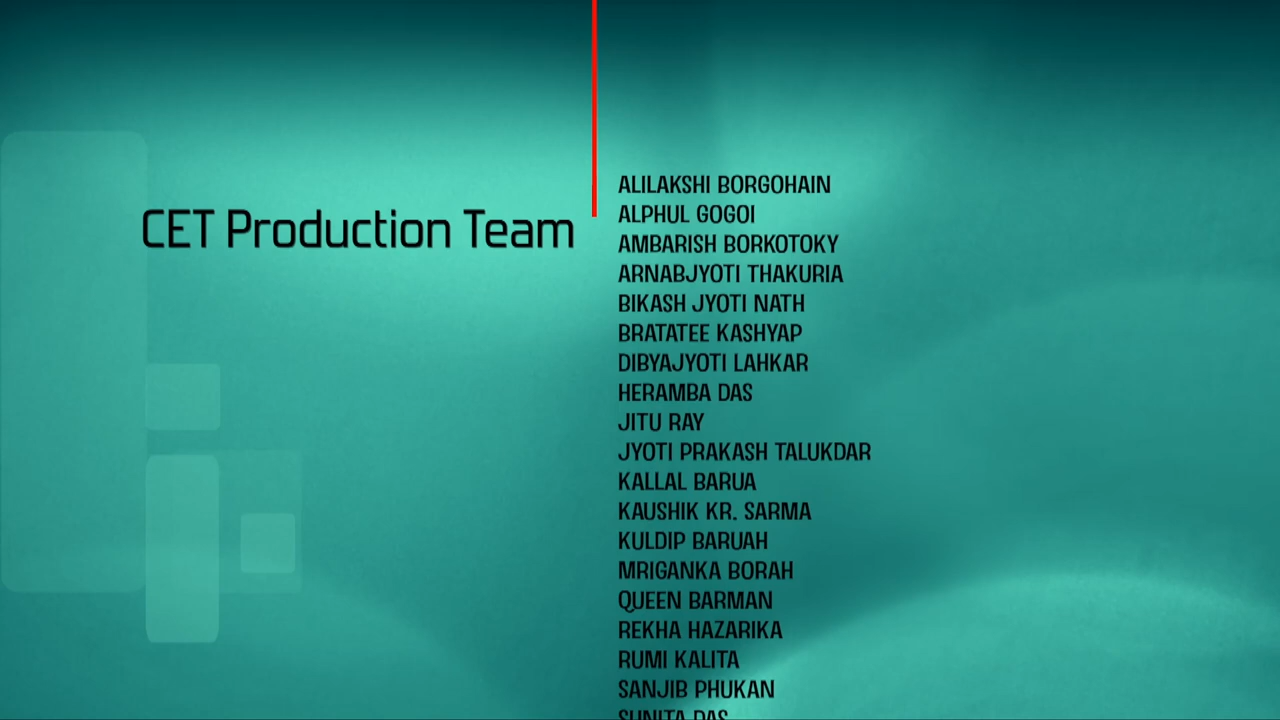 CET Production Team
ALILAKSHI BORGOHAIN
ALPHUL GOGOI
AMBARISH BORKOTOKY
ARNABJYOTI THAKURIA
BIKASH JYOTI NATH
BRATATEE KASHYAP
DIBYAJYOTI LAHKAR
HERAMBA DAS
JITU RAY
JYOTI PRAKASH TALUKDAR
KALLAL BARUA
KAUSHIK KR. SARMA
KULDIP BARUAH
MRIGANKA BORAH
QUEEN BARMAN
REKHA HAZARIKA
RUMI KALITA
SANJIB PHUKAN
SUNITA DAS